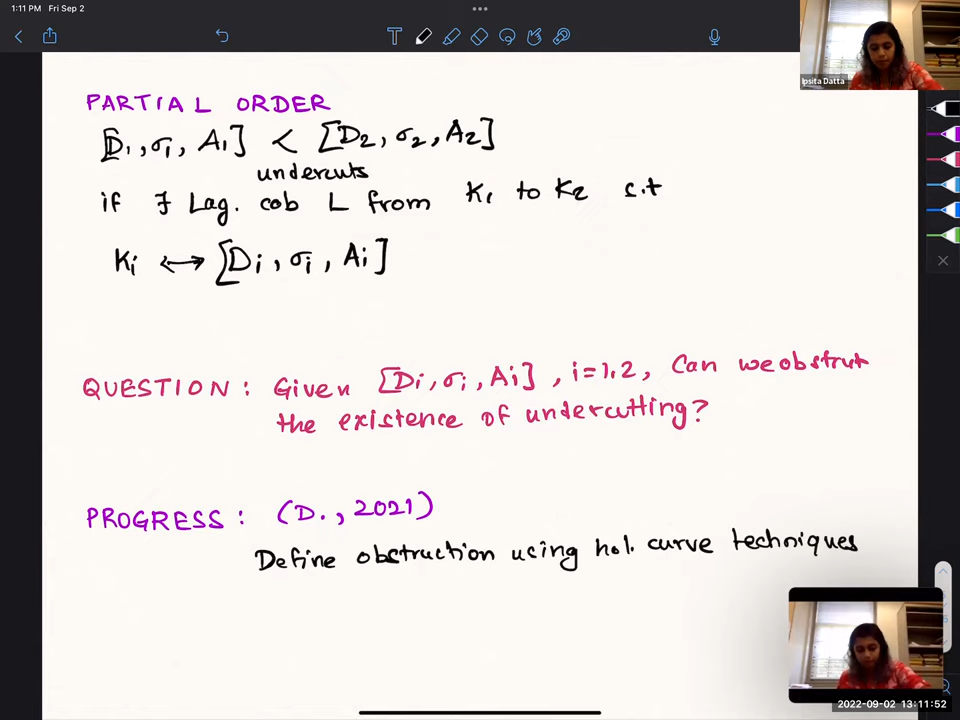 1:11 PM Fri Sep 2
Ipsita Datta
PARTIAL ORDER
[D₁, σ₁, A₁] < [D₂, σ₂, A₂]
undercuts
if ∃ Lag. cob L from K₁ to K₂ s.t
Kᵢ ↔ [Dᵢ, σᵢ, Aᵢ]
QUESTION: Given [Dᵢ, σᵢ, Aᵢ], i=1,2, Can we obstruct
the existence of undercutting?
PROGRESS: (D., 2021)
Define obstruction using hol. curve techniques
2022-09-02 13:11:52